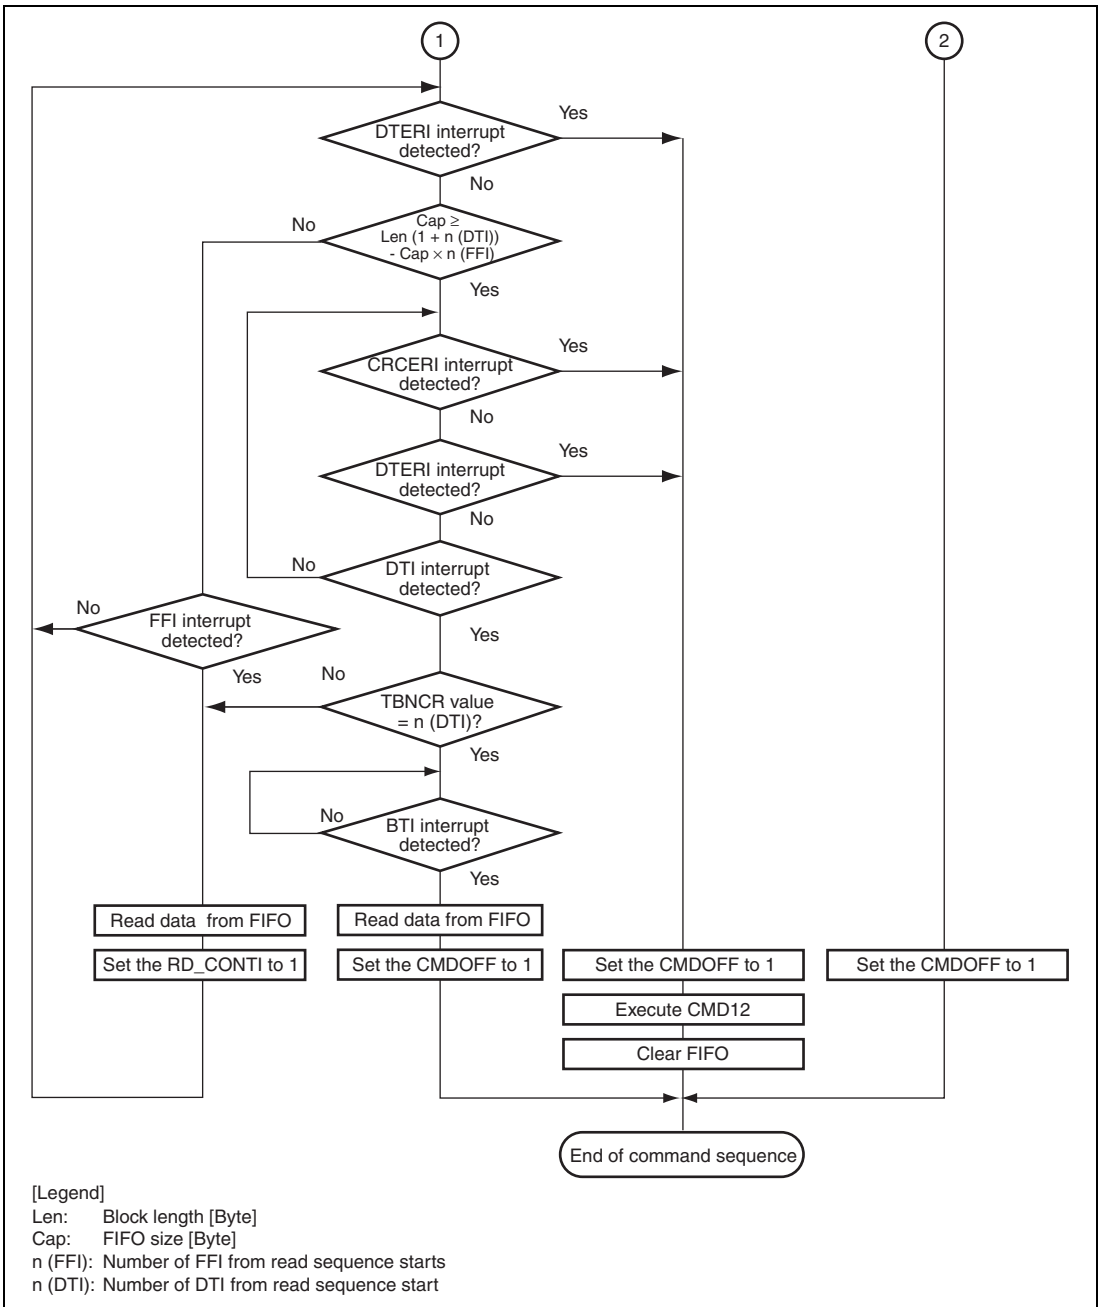 1
2
DTERI interrupt
detected?
Yes
No
Cap ≥
Len (1 + n (DTI))
- Cap × n (FFI)
No
Yes
CRCERI interrupt
detected?
Yes
No
DTERI interrupt
detected?
Yes
No
DTI interrupt
detected?
No
Yes
FFI interrupt
detected?
No
Yes
TBNCR value
= n (DTI)?
No
Yes
BTI interrupt
detected?
No
Yes
Read data from FIFO
Set the RD_CONTI to 1
Read data from FIFO
Set the CMDOFF to 1
Set the CMDOFF to 1
Execute CMD12
Clear FIFO
Set the CMDOFF to 1
End of command sequence
[Legend]
Len: Block length [Byte]
Cap: FIFO size [Byte]
n (FFI): Number of FFI from read sequence starts
n (DTI): Number of DTI from read sequence start